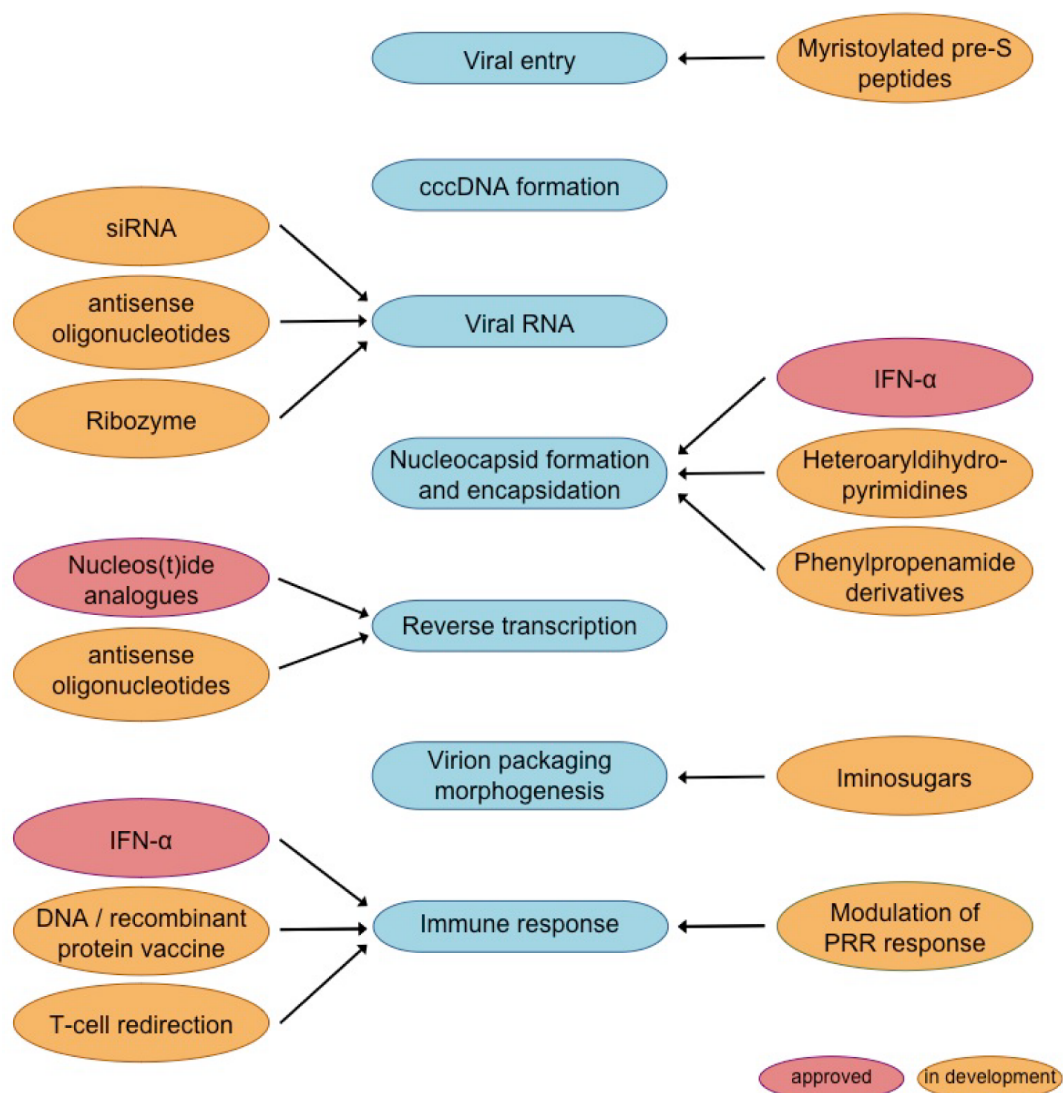 Viral entry
Myristoylated pre-S
peptides
cccDNA formation
siRNA
antisense
oligonucleotides
Viral RNA
Ribozyme
IFN-α
Nucleocapsid formation
and encapsidation
Heteroaryldihydro-
pyrimidines
Phenylpropenamide
derivatives
Nucleos(t)ide
analogues
Reverse transcription
antisense
oligonucleotides
Virion packaging
morphogenesis
Iminosugars
IFN-α
DNA / recombinant
protein vaccine
Immune response
Modulation of
PRR response
T-cell redirection
approved
in development